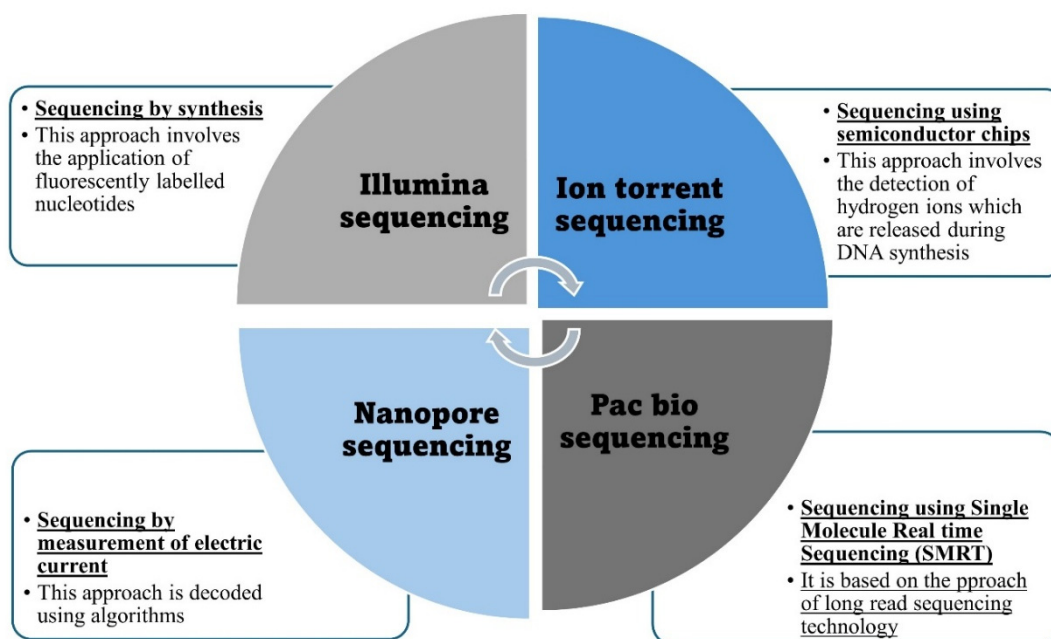 • Sequencing by synthesis
• This approach involves
the application of
fluorescently labelled
nucleotides
Illumina
sequencing
Ion torrent
sequencing
• Sequencing using
semiconductor chips
• This approach involves
the detection of
hydrogen ions which
are released during
DNA synthesis
Nanopore
sequencing
Pac bio
sequencing
• Sequencing by
measurement of electric
current
• This approach is decoded
using algorithms
• Sequencing using Single
Molecule Real time
Sequencing (SMRT)
• It is based on the pproach
of long read sequencing
technology